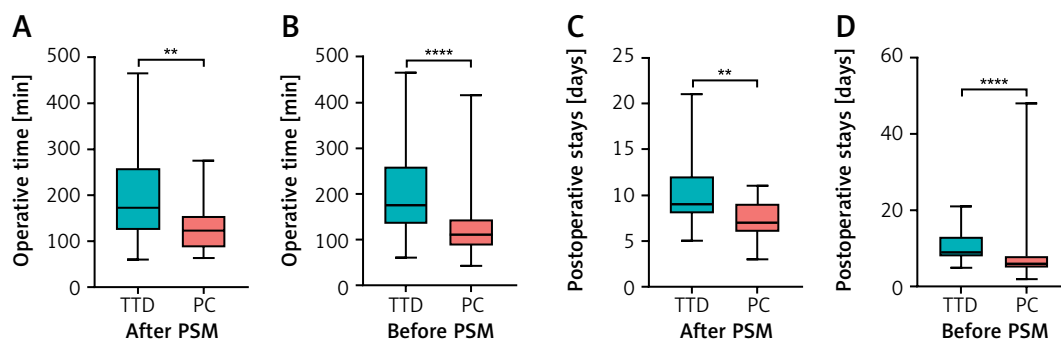 A
Operative time [min]
500
400
300
200
100
0
**
TTD
PC
After PSM
B
Operative time [min]
500
400
300
200
100
0
****
TTD
PC
Before PSM
C
Postoperative stays [days]
25
20
15
10
5
0
**
TTD
PC
After PSM
D
Postoperative stays [days]
60
40
20
0
****
TTD
PC
Before PSM